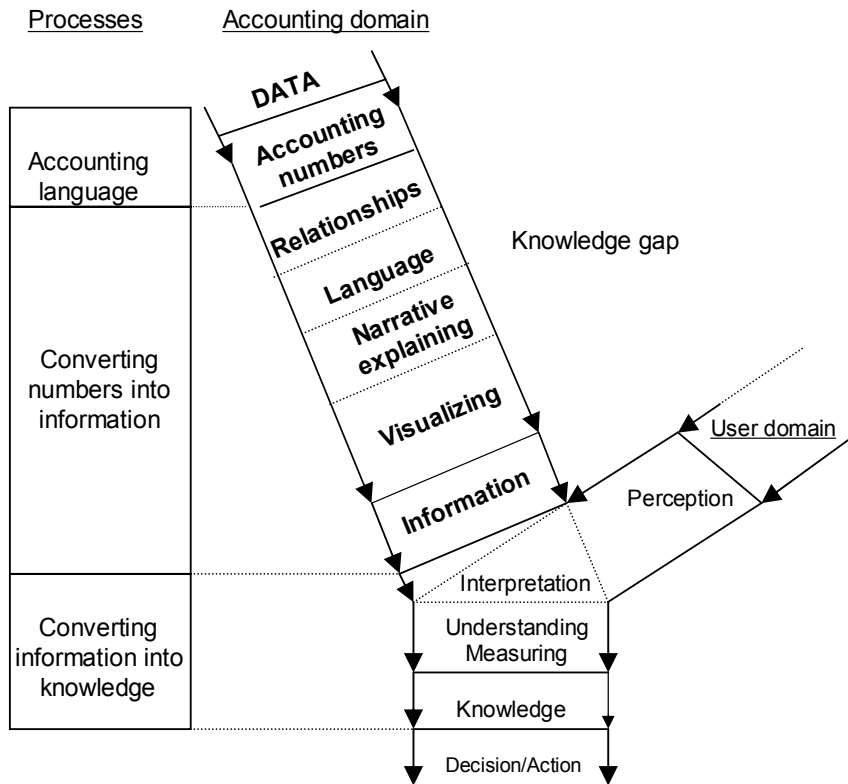 Processes
Accounting domain
DATA
Accounting
numbers
Accounting
language
Relationships
Knowledge gap
Language
Narrative
explaining
Converting
numbers into
information
Visualizing
User domain
Information
Perception
Interpretation
Converting
information into
knowledge
Understanding
Measuring
Knowledge
Decision/Action